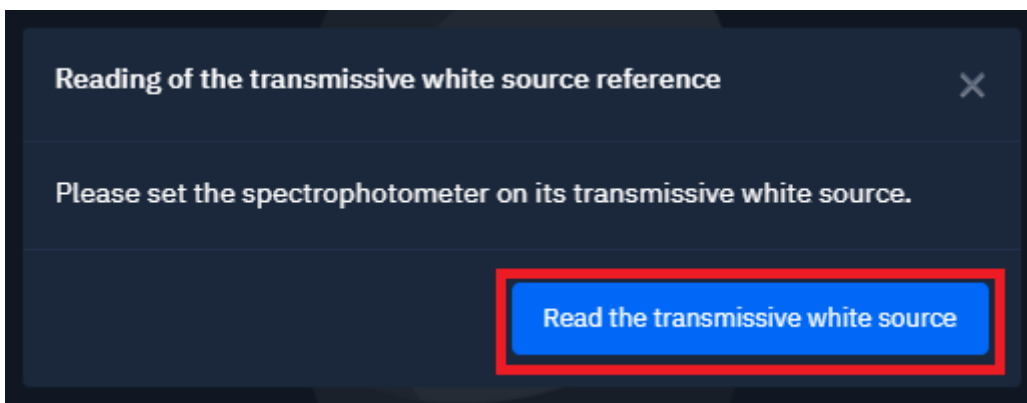 Reading of the transmissive white source reference
Please set the spectrophotometer on its transmissive white source.
Read the transmissive white source